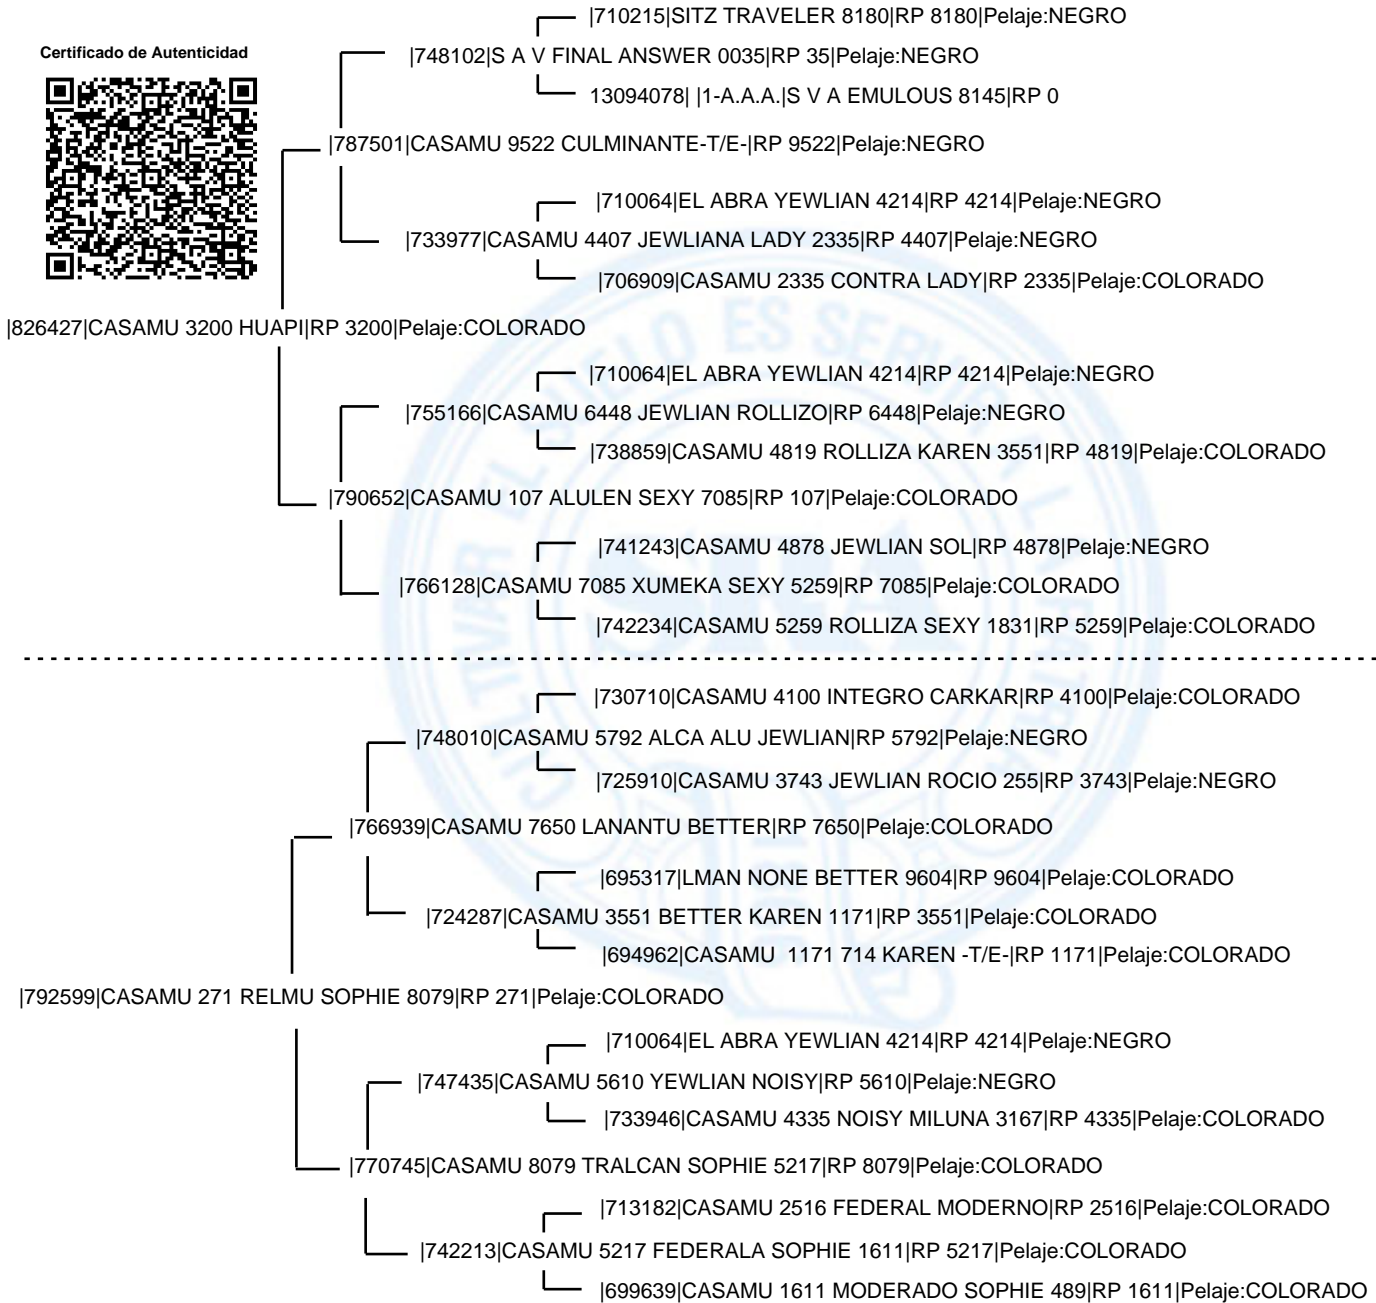 |710215|SITZ TRAVELER 8180|RP 8180|Pelaje:NEGRO
Certificado de Autenticidad
|748102|S A V FINAL ANSWER 0035|RP 35|Pelaje:NEGRO
13094078| |1-A.A.A.|S V A EMULOUS 8145|RP 0
|787501|CASAMU 9522 CULMINANTE-T/E-|RP 9522|Pelaje:NEGRO
|710064|EL ABRA YEWLIAN 4214|RP 4214|Pelaje:NEGRO
|733977|CASAMU 4407 JEWLIANA LADY 2335|RP 4407|Pelaje:NEGRO
|706909|CASAMU 2335 CONTRA LADY|RP 2335|Pelaje:COLORADO
|826427|CASAMU 3200 HUAPI|RP 3200|Pelaje:COLORADO
|710064|EL ABRA YEWLIAN 4214|RP 4214|Pelaje:NEGRO
|755166|CASAMU 6448 JEWLIAN ROLLIZO|RP 6448|Pelaje:NEGRO
|738859|CASAMU 4819 ROLLIZA KAREN 3551|RP 4819|Pelaje:COLORADO
|790652|CASAMU 107 ALULEN SEXY 7085|RP 107|Pelaje:COLORADO
|741243|CASAMU 4878 JEWLIAN SOL|RP 4878|Pelaje:NEGRO
|766128|CASAMU 7085 XUMEKA SEXY 5259|RP 7085|Pelaje:COLORADO
|742234|CASAMU 5259 ROLLIZA SEXY 1831|RP 5259|Pelaje:COLORADO
|730710|CASAMU 4100 INTEGRO CARKAR|RP 4100|Pelaje:COLORADO
|748010|CASAMU 5792 ALCA ALU JEWLIAN|RP 5792|Pelaje:NEGRO
|725910|CASAMU 3743 JEWLIAN ROCIO 255|RP 3743|Pelaje:NEGRO
|766939|CASAMU 7650 LANANTU BETTER|RP 7650|Pelaje:COLORADO
|695317|LMAN NONE BETTER 9604|RP 9604|Pelaje:COLORADO
|724287|CASAMU 3551 BETTER KAREN 1171|RP 3551|Pelaje:COLORADO
|694962|CASAMU  1171 714 KAREN -T/E-|RP 1171|Pelaje:COLORADO
|792599|CASAMU 271 RELMU SOPHIE 8079|RP 271|Pelaje:COLORADO
|710064|EL ABRA YEWLIAN 4214|RP 4214|Pelaje:NEGRO
|747435|CASAMU 5610 YEWLIAN NOISY|RP 5610|Pelaje:NEGRO
|733946|CASAMU 4335 NOISY MILUNA 3167|RP 4335|Pelaje:COLORADO
|770745|CASAMU 8079 TRALCAN SOPHIE 5217|RP 8079|Pelaje:COLORADO
|713182|CASAMU 2516 FEDERAL MODERNO|RP 2516|Pelaje:COLORADO
|742213|CASAMU 5217 FEDERALA SOPHIE 1611|RP 5217|Pelaje:COLORADO
|699639|CASAMU 1611 MODERADO SOPHIE 489|RP 1611|Pelaje:COLORADO
CULTIVAR EL SUELO ES SERVIR A LA PATRIA
SRA
1866